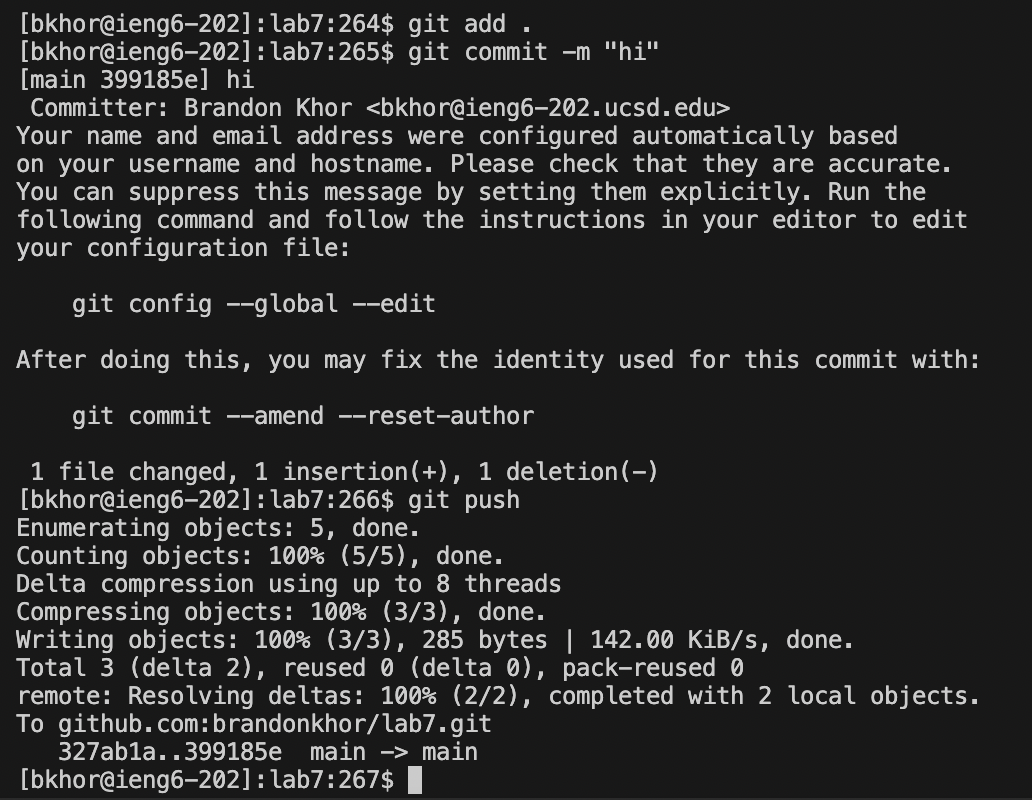 [bkhor@ieng6-202]:lab7:264$ git add .
[bkhor@ieng6-202]:lab7:265$ git commit -m "hi"
[main 399185e] hi
 Committer: Brandon Khor <bkhor@ieng6-202.ucsd.edu>
Your name and email address were configured automatically based
on your username and hostname. Please check that they are accurate.
You can suppress this message by setting them explicitly. Run the
following command and follow the instructions in your editor to edit
your configuration file:

    git config --global --edit

After doing this, you may fix the identity used for this commit with:

    git commit --amend --reset-author

 1 file changed, 1 insertion(+), 1 deletion(-)
[bkhor@ieng6-202]:lab7:266$ git push
Enumerating objects: 5, done.
Counting objects: 100% (5/5), done.
Delta compression using up to 8 threads
Compressing objects: 100% (3/3), done.
Writing objects: 100% (3/3), 285 bytes | 142.00 KiB/s, done.
Total 3 (delta 2), reused 0 (delta 0), pack-reused 0
remote: Resolving deltas: 100% (2/2), completed with 2 local objects.
To github.com:brandonkhor/lab7.git
   327ab1a..399185e  main -> main
[bkhor@ieng6-202]:lab7:267$